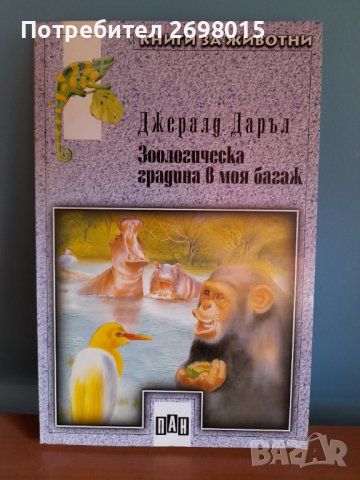 Потребител 2698015
КНИГИ ЗА ЖИВОТНИ
Джералд Даръл
Зоологическа
градина в моя багаж
ПАН
BAZAR